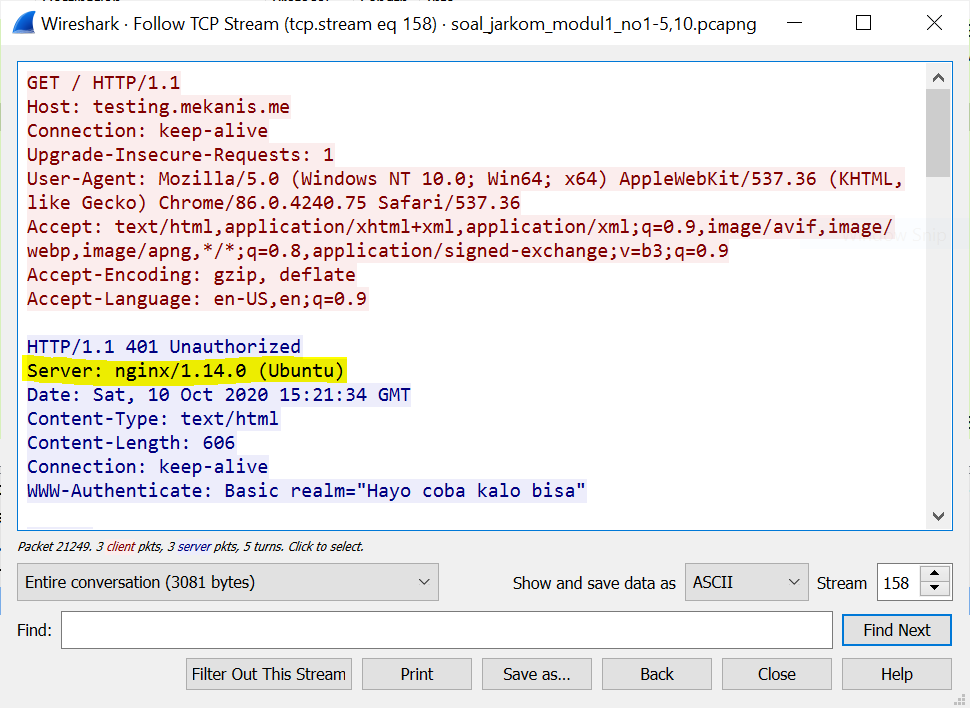 Wireshark · Follow TCP Stream (tcp.stream eq 158) · soal_jarkom_modul1_no1-5,10.pcapng
GET / HTTP/1.1
Host: testing.mekanis.me
Connection: keep-alive
Upgrade-Insecure-Requests: 1
User-Agent: Mozilla/5.0 (Windows NT 10.0; Win64; x64) AppleWebKit/537.36 (KHTML,
like Gecko) Chrome/86.0.4240.75 Safari/537.36
Accept: text/html,application/xhtml+xml,application/xml;q=0.9,image/avif,image/
webp,image/apng,*/*;q=0.8,application/signed-exchange;v=b3;q=0.9
Accept-Encoding: gzip, deflate
Accept-Language: en-US,en;q=0.9
HTTP/1.1 401 Unauthorized
Server: nginx/1.14.0 (Ubuntu)
Date: Sat, 10 Oct 2020 15:21:34 GMT
Content-Type: text/html
Content-Length: 606
Connection: keep-alive
WWW-Authenticate: Basic realm="Hayo coba kalo bisa"
Packet 21249. 3 client pkts, 3 server pkts, 5 turns. Click to select.
Entire conversation (3081 bytes) Show and save data as ASCII Stream 158
Find: Find Next
Filter Out This Stream Print Save as... Back Close Help